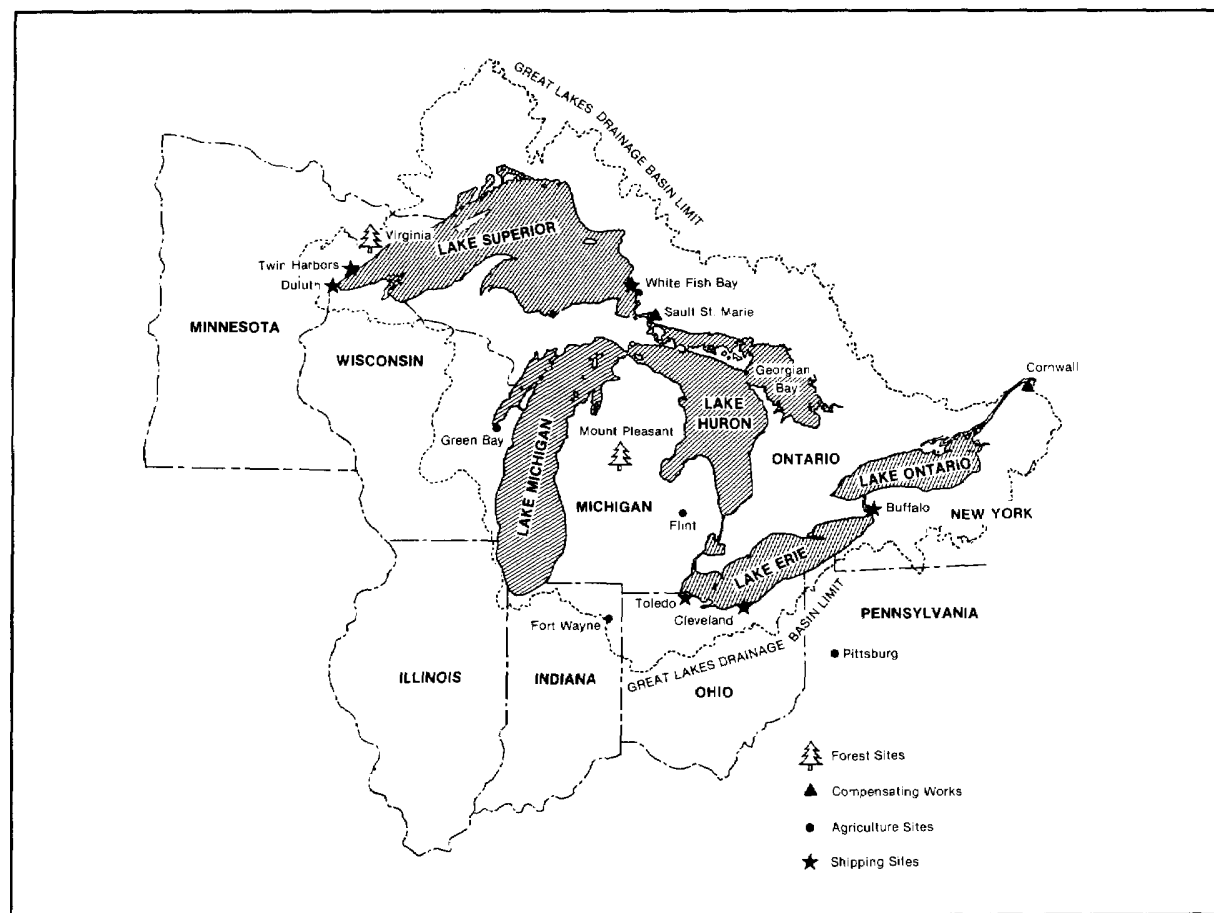 GREAT LAKES DRAINAGE BASIN LIMIT
Virginia
LAKE SUPERIOR
Twin Harbors
Duluth
White Fish Bay
Sault St. Marie
MINNESOTA
WISCONSIN
Georgian
Bay
Cornwall
LAKE
HURON
Green Bay
Mount Pleasant
LAKE MICHIGAN
ONTARIO
LAKE ONTARIO
MICHIGAN
Flint
Buffalo
NEW YORK
LAKE ERIE
Toledo
Cleveland
Fort Wayne
GREAT LAKES DRAINAGE BASIN LIMIT
PENNSYLVANIA
Pittsburg
ILLINOIS
INDIANA
OHIO
Forest Sites
Compensating Works
Agriculture Sites
Shipping Sites